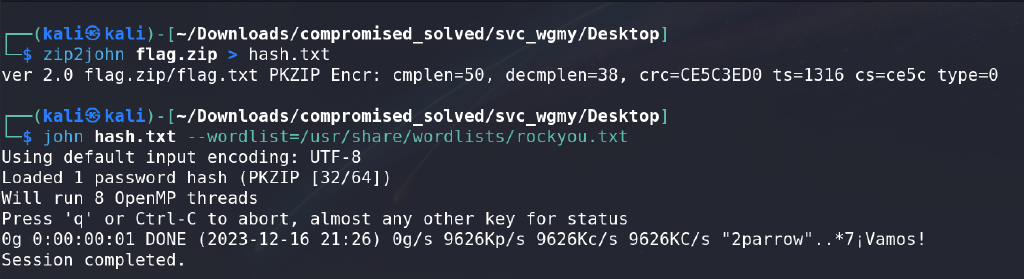 ┌──(kali㉿kali)-[~/Downloads/compromised_solved/svc_wgmy/Desktop]
└─$ zip2john flag.zip > hash.txt
ver 2.0 flag.zip/flag.txt PKZIP Encr: cmplen=50, decmplen=38, crc=CE5C3ED0 ts=1316 cs=ce5c type=0
┌──(kali㉿kali)-[~/Downloads/compromised_solved/svc_wgmy/Desktop]
└─$ john hash.txt --wordlist=/usr/share/wordlists/rockyou.txt
Using default input encoding: UTF-8
Loaded 1 password hash (PKZIP [32/64])
Will run 8 OpenMP threads
Press 'q' or Ctrl-C to abort, almost any other key for status
0g 0:00:00:01 DONE (2023-12-16 21:26) 0g/s 9626Kp/s 9626Kc/s 9626KC/s "2parrow"..*7¡Vamos!
Session completed.